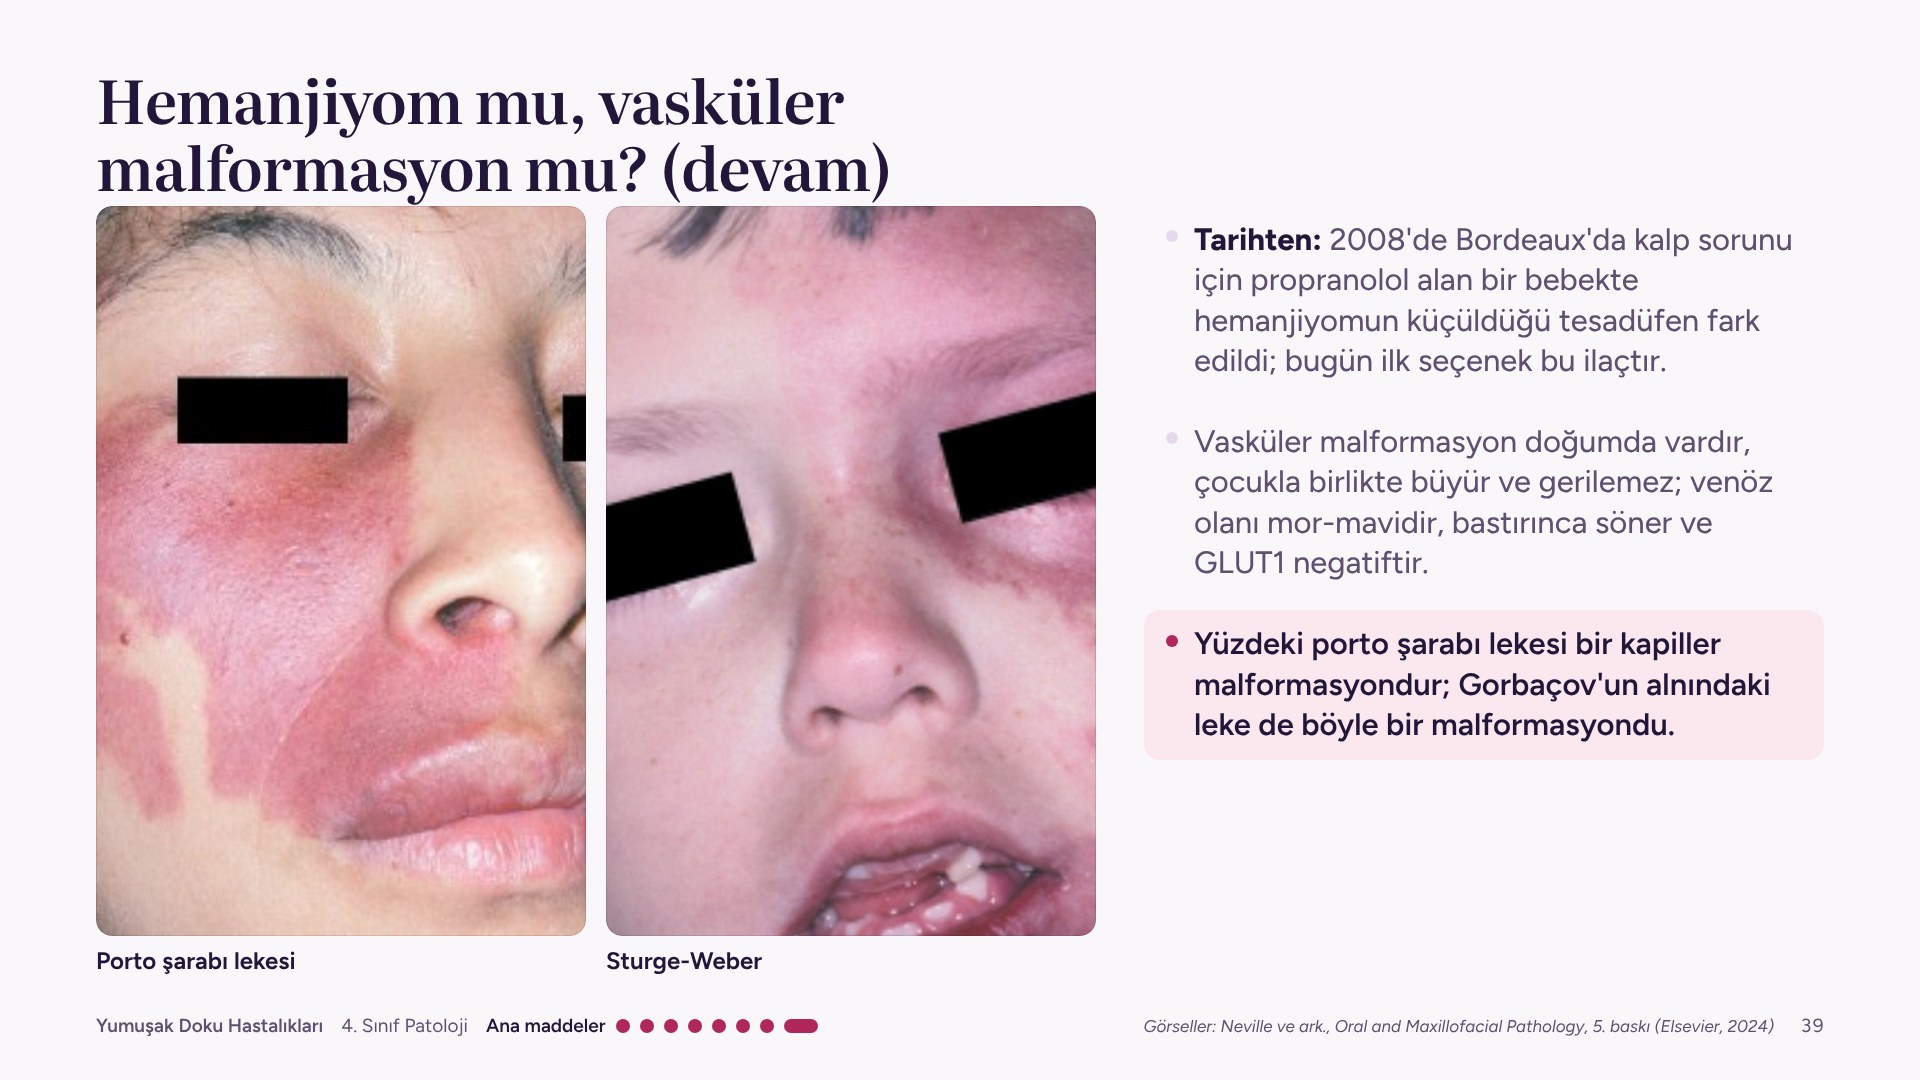 Hemanjiyom mu, vasküler
malformasyon mu? (devam)
Tarihten: 2008'de Bordeaux'da kalp sorunu
için propranolol alan bir bebekte
hemanjiyomun küçüldüğü tesadüfen fark
edildi; bugün ilk seçenek bu ilaçtır.
Vasküler malformasyon doğumda vardır,
çocukla birlikte büyür ve gerilemez; venöz
olanı mor-mavidir, bastırınca söner ve
GLUT1 negatiftir.
Yüzdeki porto şarabı lekesi bir kapiller
malformasyondur; Gorbaçov'un alnındaki
leke de böyle bir malformasyondu.
Porto şarabı lekesi
Sturge-Weber
Yumuşak Doku Hastalıkları 4. Sınıf Patoloji Ana maddeler
Görseller: Neville ve ark., Oral and Maxillofacial Pathology, 5. baskı (Elsevier, 2024) 39